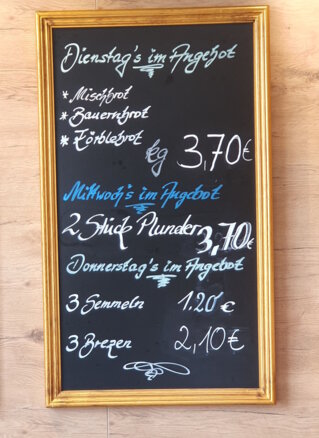 Dienstag's im Angebot
* Mischbrot
* Bauernbrot
* Körblebrot
kg 3,70€
Mittwoch's im Angebot
2 Stück Plunder 3,70€
Donnerstag's im Angebot
3 Semmeln 1.20€
3 Brezen 2,10€